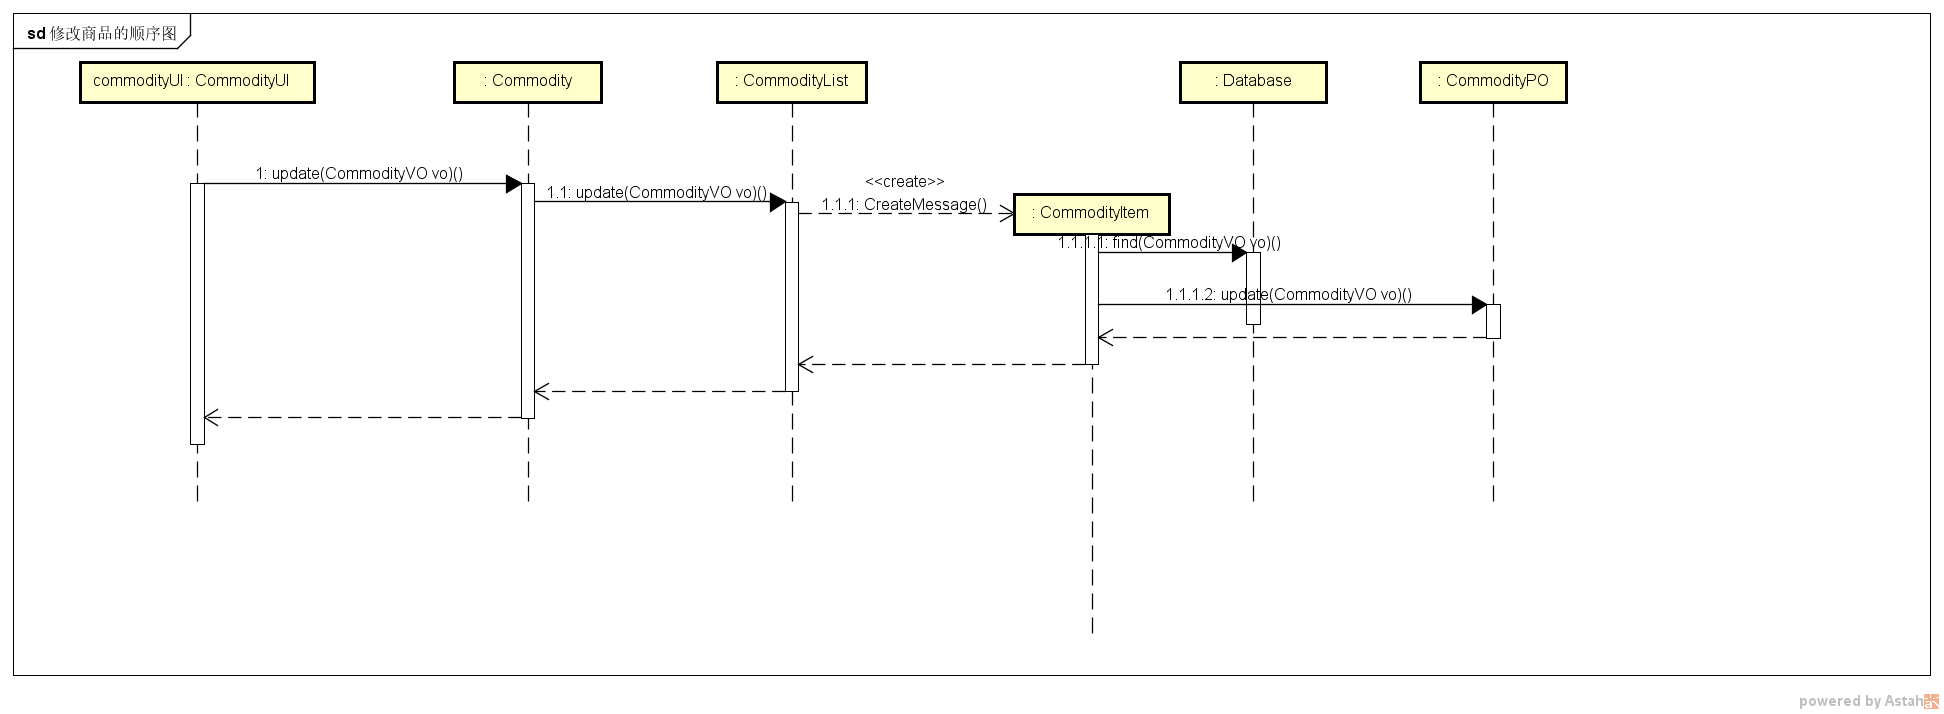 sd 修改商品的顺序图
commodityUI : CommodityUI
: Commodity
: CommodityList
: Database
: CommodityPO
1: update(CommodityVO vo)()
1.1: update(CommodityVO vo)()
<<create>>
1.1.1: CreateMessage()
: CommodityItem
1.1.1.1: find(CommodityVO vo)()
1.1.1.2: update(CommodityVO vo)()
powered by Astah